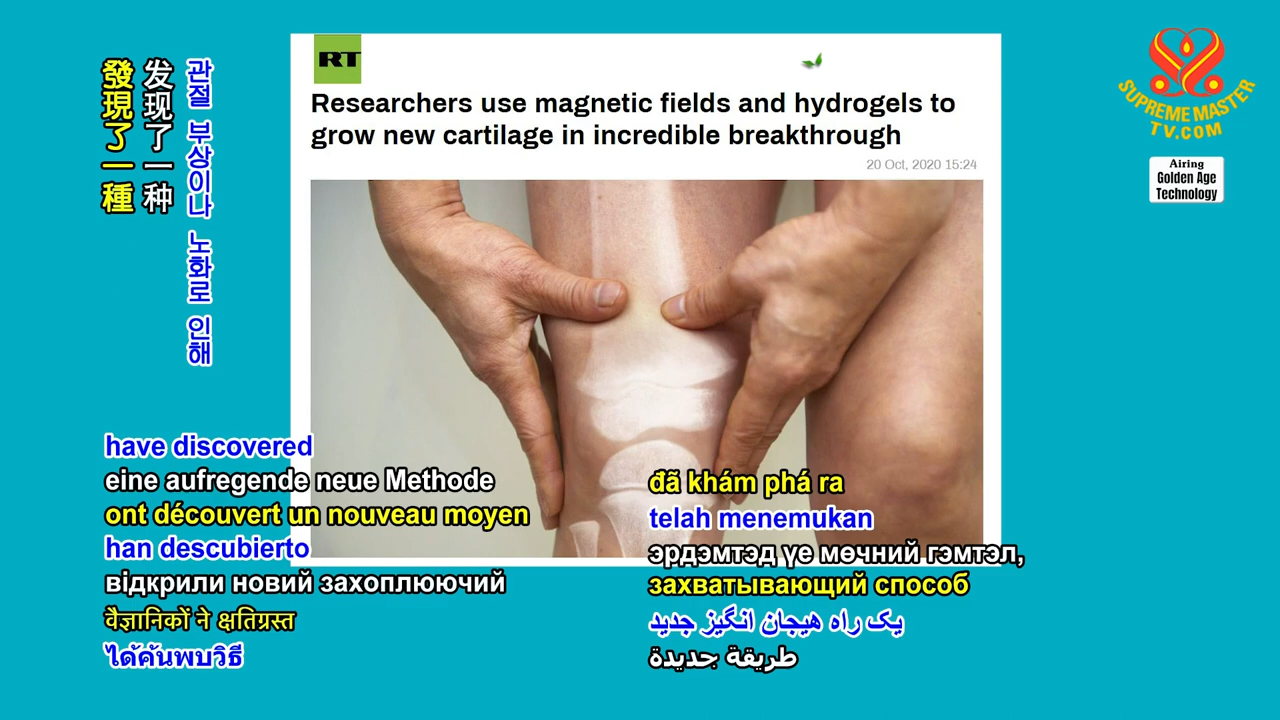 發現了一種
发现了一种
관절 부상이나 노화로 인해
RT
Researchers use magnetic fields and hydrogels to
grow new cartilage in incredible breakthrough
20 Oct, 2020 15:24
SUPREME MASTER
TV.COM
Airing
Golden Age
Technology
have discovered
eine aufregende neue Methode
ont découvert un nouveau moyen
han descubierto
відкрили новий захоплюючий
वैज्ञानिकों ने क्षतिग्रस्त
ได้ค้นพบวิธี
đã khám phá ra
telah menemukan
эрдэмтэд үе мөчний гэмтэл,
захватывающий способ
یک راه هیجان انگیز جدید
طريقة جديدة